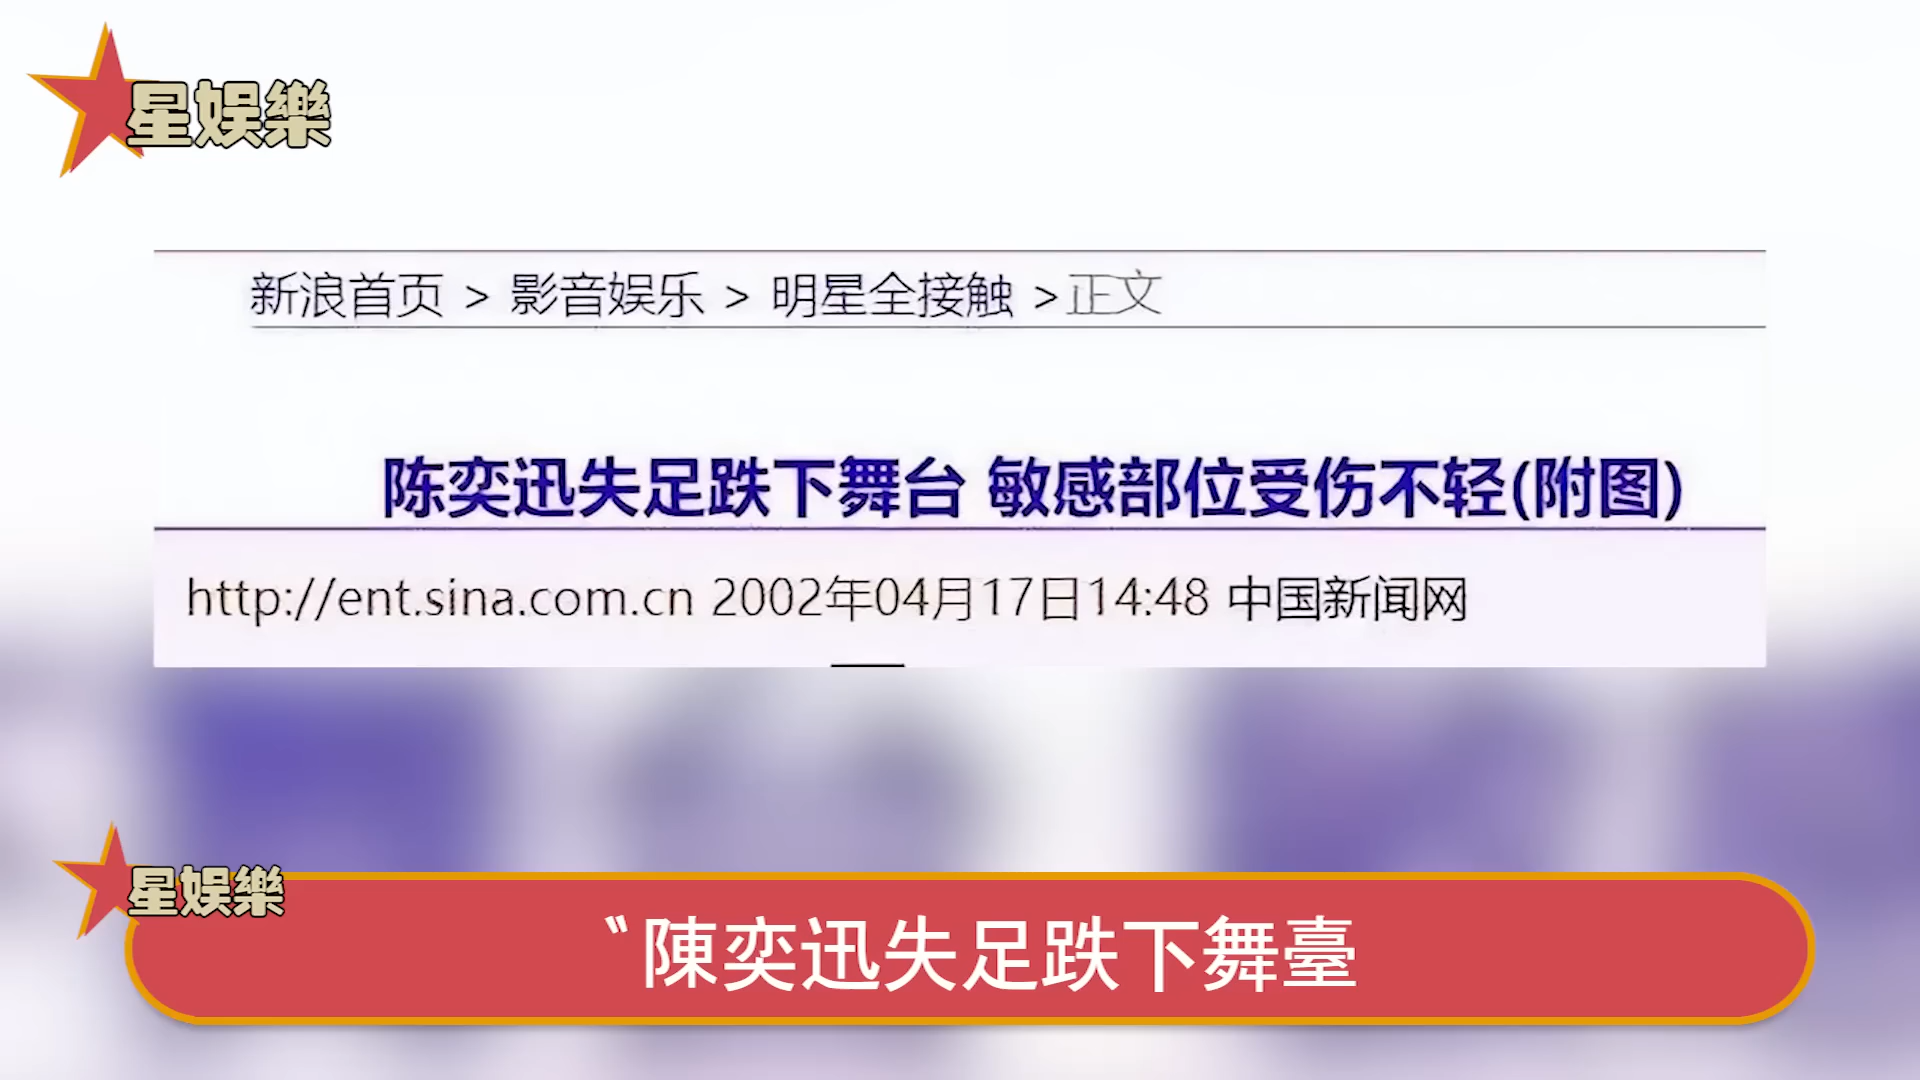 星娱樂
新浪首页 > 影音娱乐 > 明星全接触 >正文
陈奕迅失足跌下舞台 敏感部位受伤不轻(附图)
http://ent.sina.com.cn 2002年04月17日14:48 中国新闻网
星娱樂
〝陳奕迅失足跌下舞臺